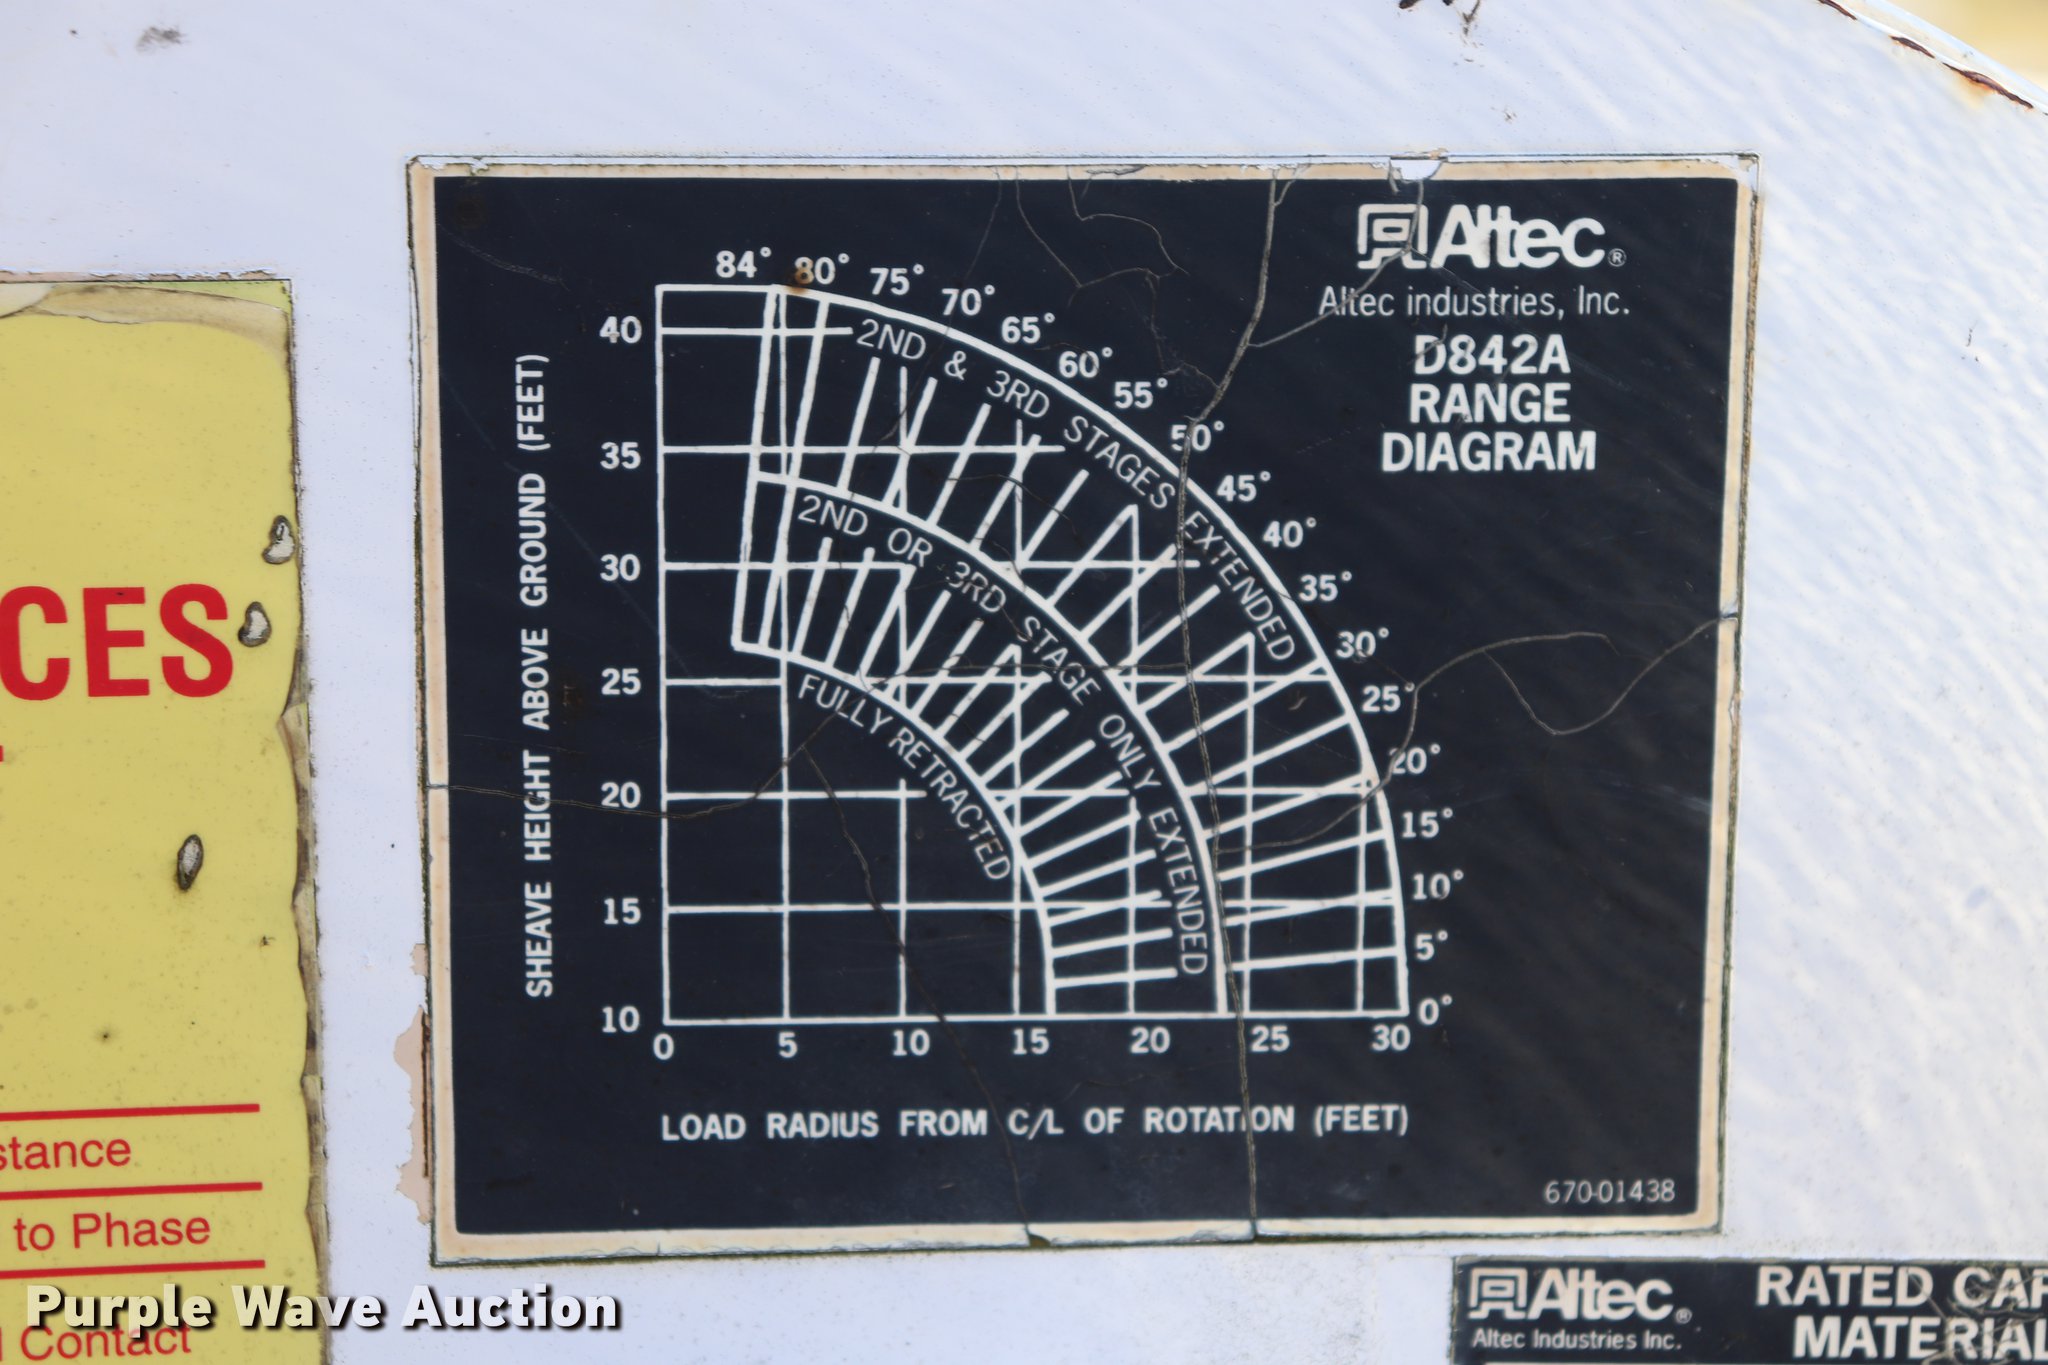 Altec®
Altec industries, Inc.
D842A
RANGE
DIAGRAM
84° 80° 75° 70° 65° 60° 55° 50° 45° 40° 35° 30° 25° 20° 15° 10° 5° 0°
2ND & 3RD STAGES EXTENDED
2ND OR 3RD STAGE ONLY EXTENDED
FULLY RETRACTED
SHEAVE HEIGHT ABOVE GROUND (FEET)
40
35
30
25
20
15
10
0 5 10 15 20 25 30
LOAD RADIUS FROM C/L OF ROTATION (FEET)
670-01438
CES
stance
to Phase
Contact
Purple Wave Auction
Altec®
Altec Industries Inc.
RATED CAP
MATERIAL